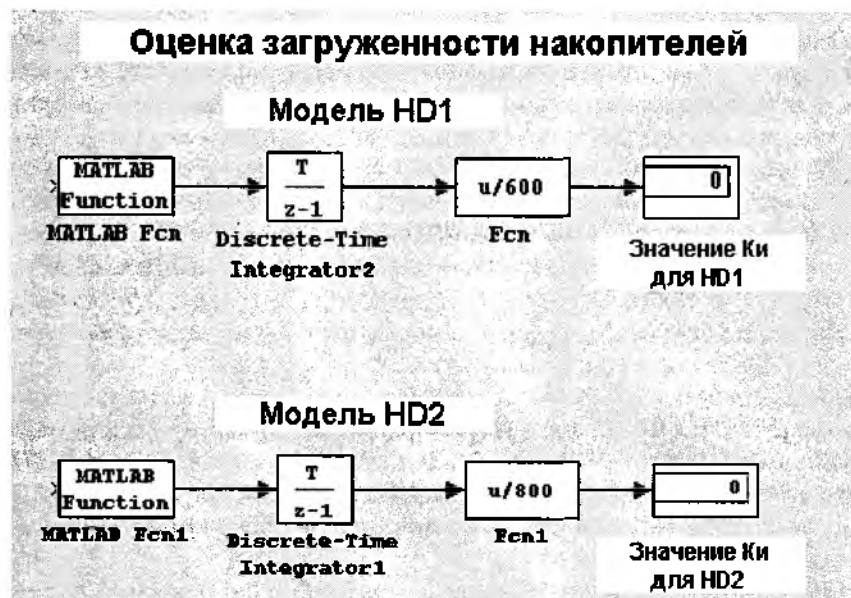 Оценка загруженности накопителей
Модель HD1
MATLAB
Function
MATLAB Fcn
T
z-1
Discrete-Time
Integrator2
u/600
Fcn
0
Значение Ки
для HD1
Модель HD2
MATLAB
Function
MATLAB Fcn1
T
z-1
Discrete-Time
Integrator1
u/800
Fcn1
0
Значение Ки
для HD2